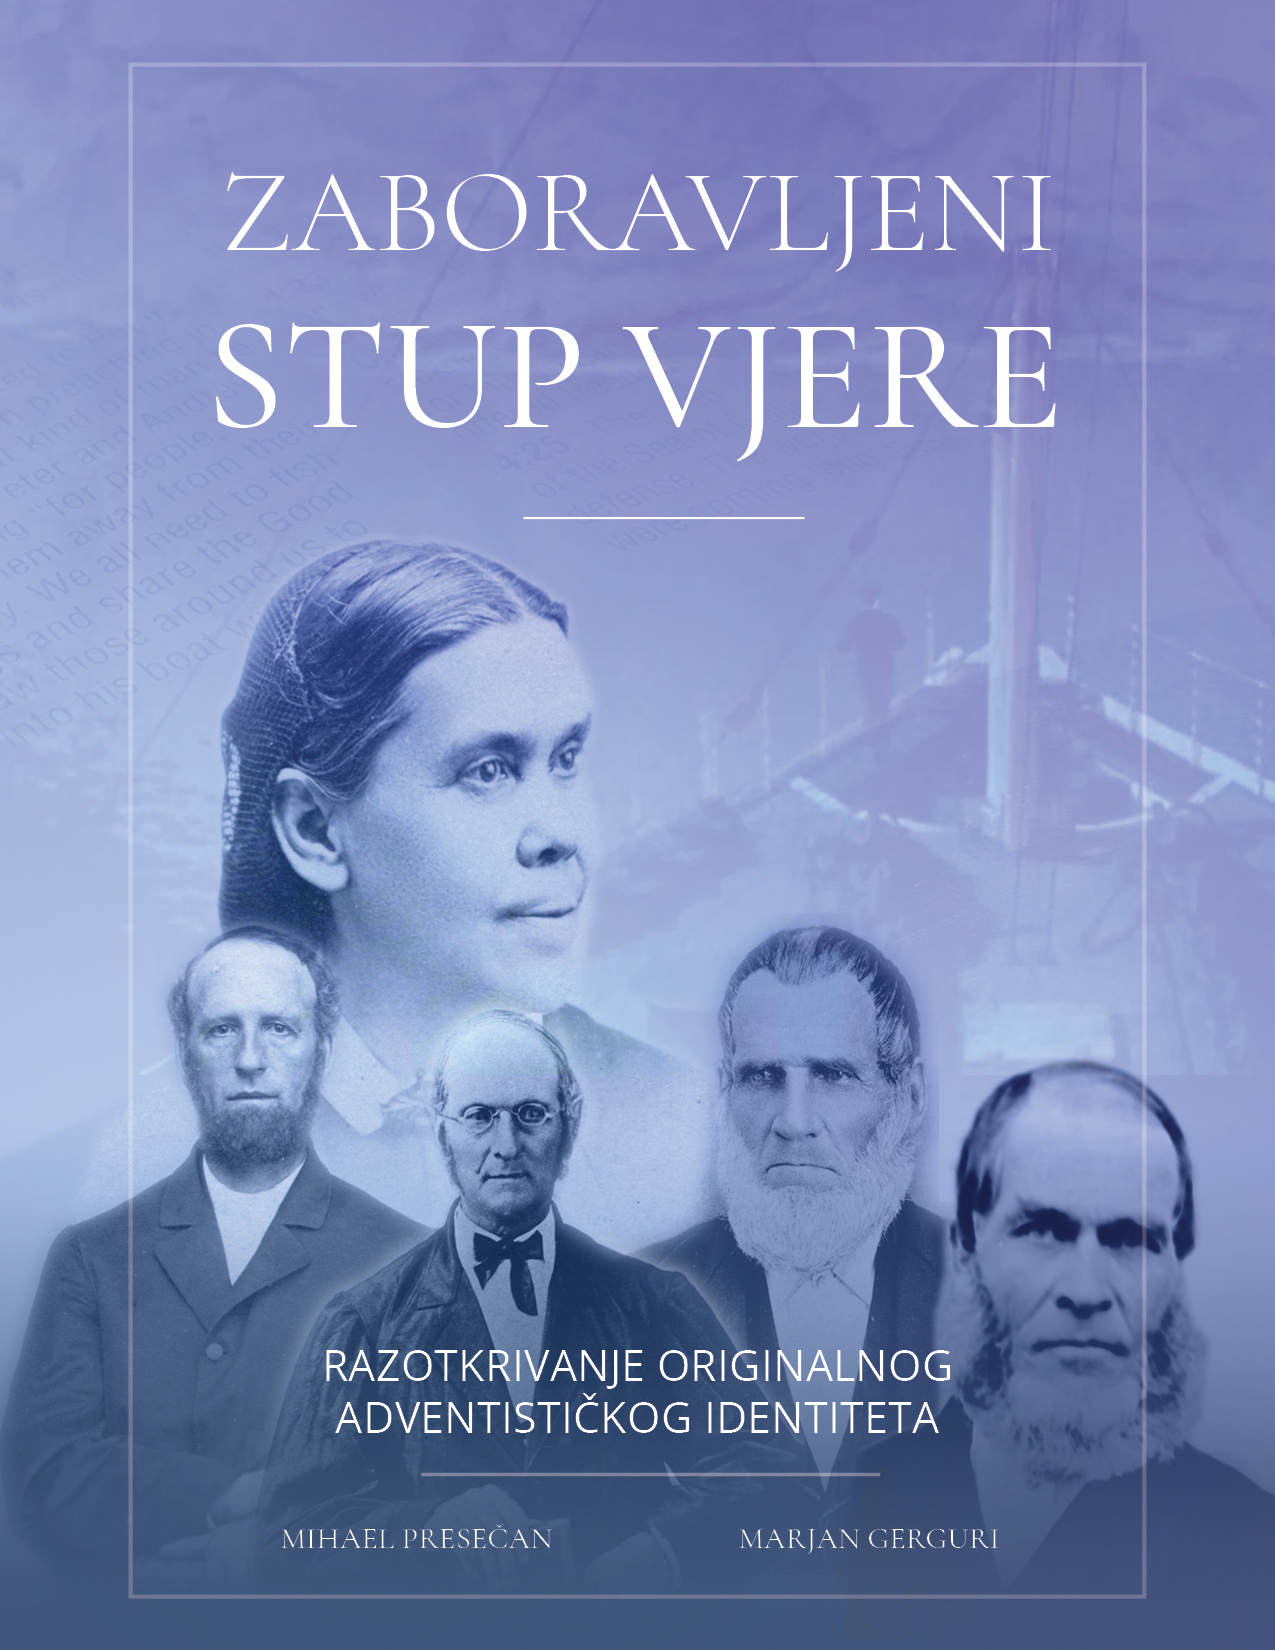 ZABORAVLJENI
STUP VJERE
RAZOTKRIVANJE ORIGINALNOG
ADVENTISTIČKOG IDENTITETA
MIHAEL PRESEČAN
MARJAN GERGURI